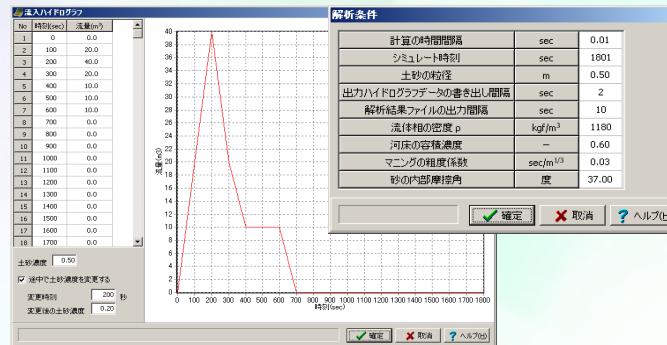 流入ハイドログラフ
No 時刻(sec) 流量(m³)
1 0 0.0
2 100 20.0
3 200 40.0
4 300 20.0
5 400 10.0
6 500 10.0
7 600 10.0
8 700 0.0
9 800 0.0
10 900 0.0
11 1000 0.0
12 1100 0.0
13 1200 0.0
14 1300 0.0
15 1400 0.0
16 1500 0.0
17 1600 0.0
18 1700 0.0
土砂濃度 0.50
途中で土砂濃度を変更する
変更時刻 200 秒
変更後の土砂濃度 0.20
40
38
36
34
32
30
28
26
24
22
20
18
16
14
12
10
8
6
4
2
0
流量(m3)
0 100 200 300 400 500 600 700 800 900 1000 1100 1200 1300 1400 1500 1600 1700 1800
時刻(sec)
確定 取消 ヘルプ(H)
解析条件
計算の時間間隔 sec 0.01
シミュレート時刻 sec 1801
土砂の粒径 m 0.50
出力ハイドログラフデータの書き出し間隔 sec 2
解析結果ファイルの出力間隔 sec 10
流体相の密度ρ kgf/m³ 1180
河床の容積濃度 － 0.60
マニングの粗度係数 sec/m^1/3 0.03
砂の内部摩擦角 度 37.00
確定 取消 ヘルプ(H)